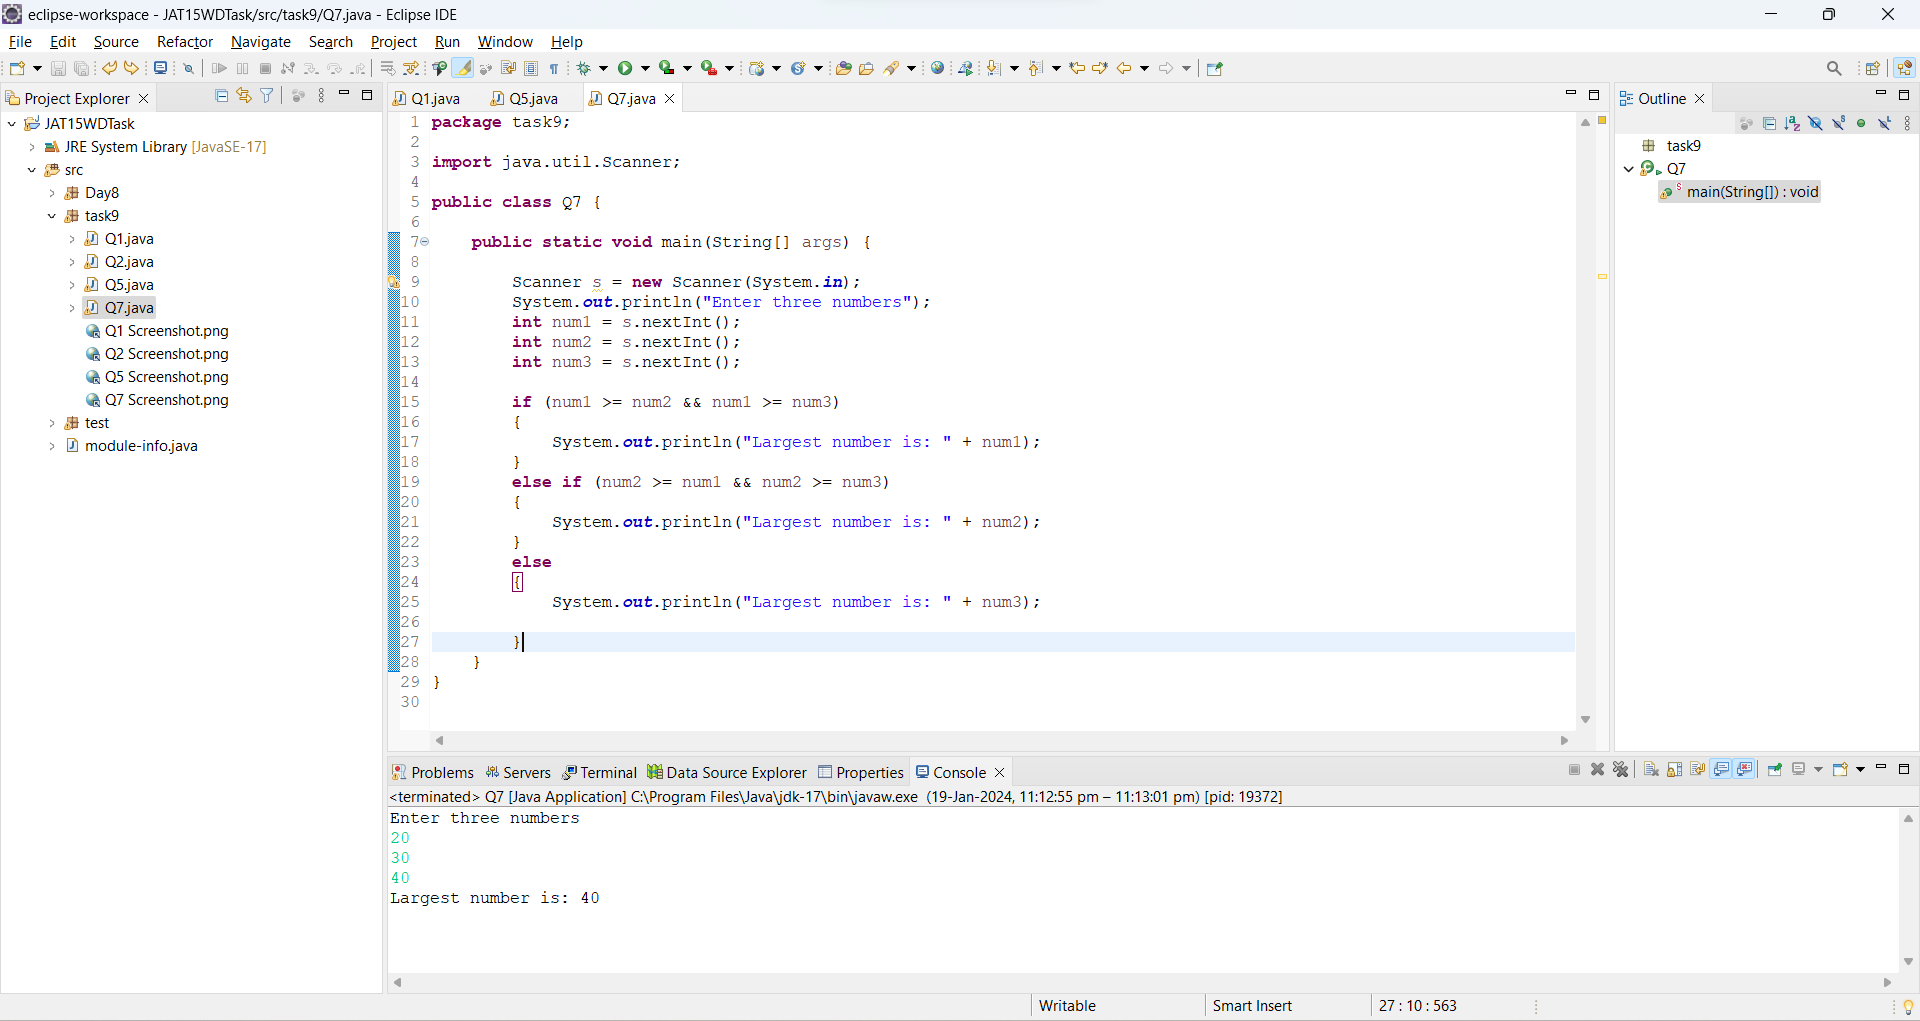 eclipse-workspace - JAT15WDTask/src/task9/Q7.java - Eclipse IDE
File Edit Source Refactor Navigate Search Project Run Window Help
Project Explorer
JAT15WDTask
JRE System Library [JavaSE-17]
src
Day8
task9
Q1.java
Q2.java
Q5.java
Q7.java
Q1 Screenshot.png
Q2 Screenshot.png
Q5 Screenshot.png
Q7 Screenshot.png
test
module-info.java
Q1.java Q5.java Q7.java
1 package task9;
2
3 import java.util.Scanner;
4
5 public class Q7 {
6
7 public static void main(String[] args) {
8
9 Scanner s = new Scanner(System.in);
10 System.out.println("Enter three numbers");
11 int num1 = s.nextInt();
12 int num2 = s.nextInt();
13 int num3 = s.nextInt();
14
15 if (num1 >= num2 && num1 >= num3)
16 {
17 System.out.println("Largest number is: " + num1);
18 }
19 else if (num2 >= num1 && num2 >= num3)
20 {
21 System.out.println("Largest number is: " + num2);
22 }
23 else
24 {
25 System.out.println("Largest number is: " + num3);
26
27 }
28 }
29 }
30
Outline
task9
Q7
main(String[]) : void
Problems Servers Terminal Data Source Explorer Properties Console
<terminated> Q7 [Java Application] C:\Program Files\Java\jdk-17\bin\javaw.exe (19-Jan-2024, 11:12:55 pm – 11:13:01 pm) [pid: 19372]
Enter three numbers
20
30
40
Largest number is: 40
Writable Smart Insert 27 : 10 : 563